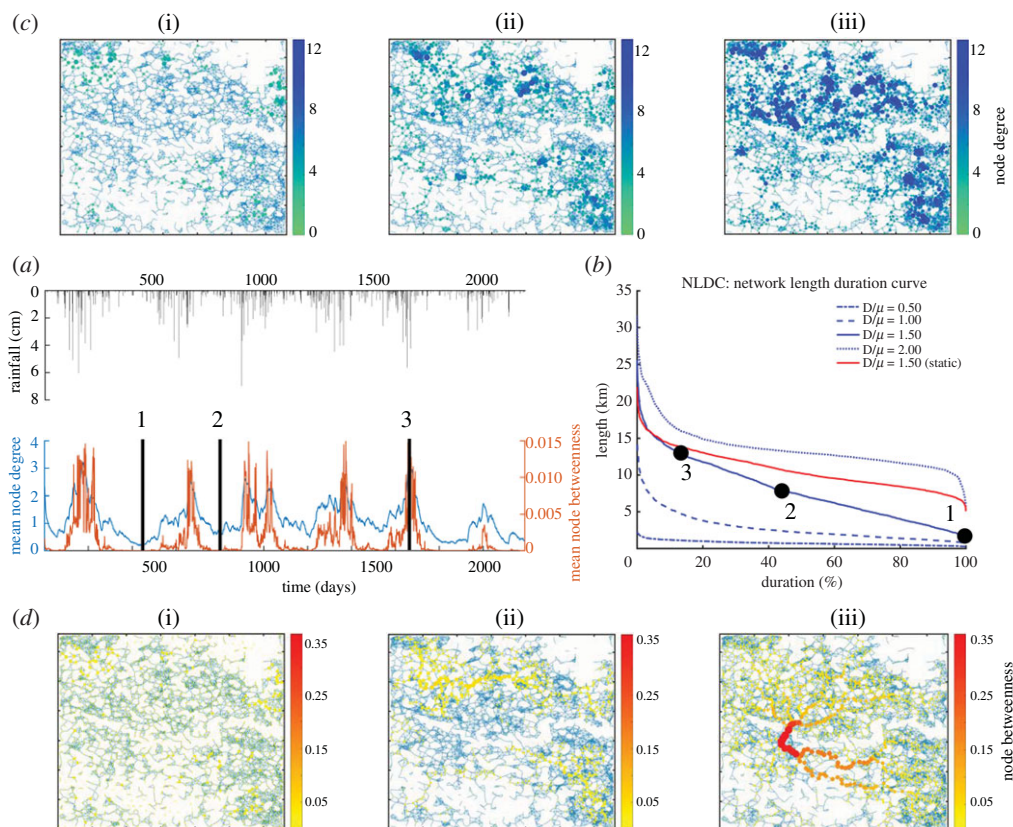 (c)
(i)
(ii)
(iii)
12
8
4
0
12
8
4
0
12
8
4
0
node degree
(a)
500
1000
1500
2000
0
2
4
6
8
rainfall (cm)
1
2
3
4
3
2
1
0
mean node degree
0.015
0.010
0.005
0
mean node betweenness
500
1000
1500
2000
time (days)
(b)
NLDC: network length duration curve
35
30
25
20
15
10
5
0
length (km)
D/μ = 0.50
D/μ = 1.00
D/μ = 1.50
D/μ = 2.00
D/μ = 1.50 (static)
3
2
1
20
40
60
80
100
duration (%)
(d)
(i)
(ii)
(iii)
0.35
0.25
0.15
0.05
0.35
0.25
0.15
0.05
0.35
0.25
0.15
0.05
node betweenness